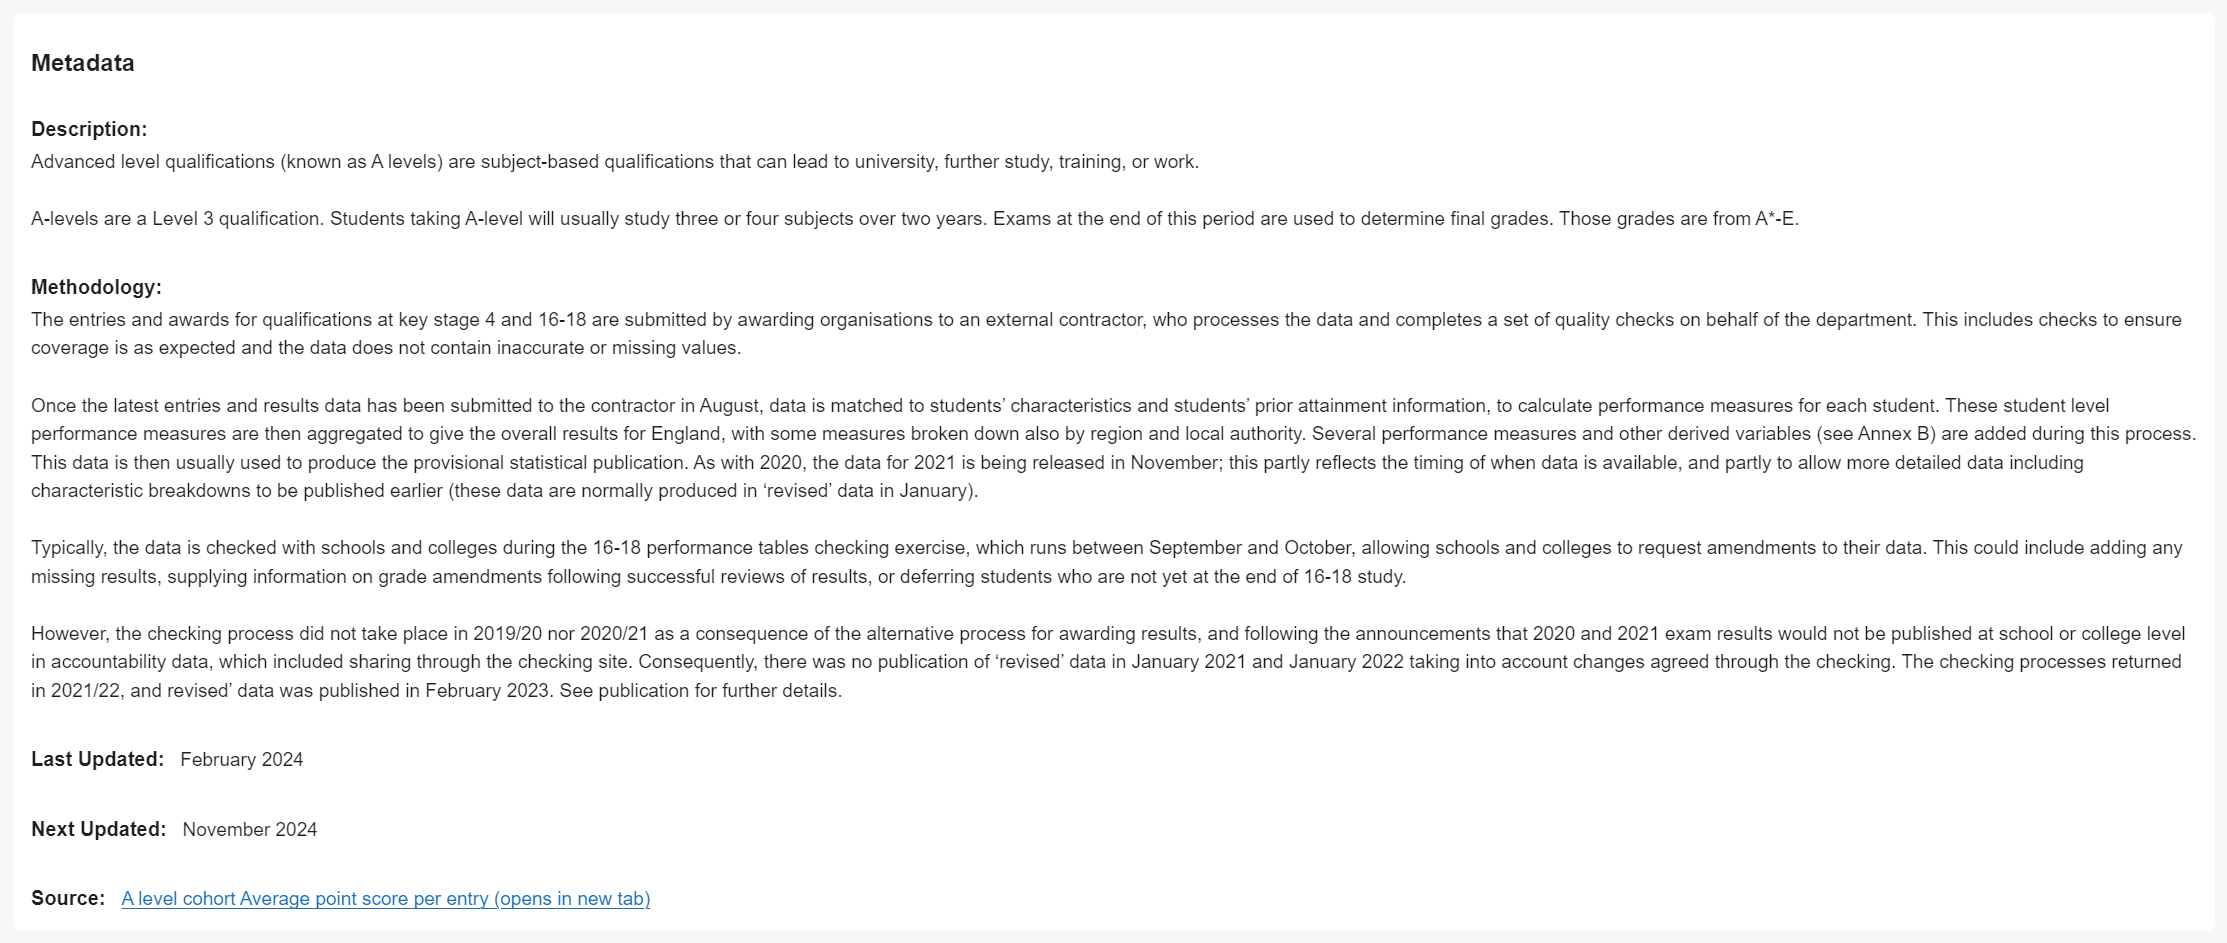 Metadata
Description:
Advanced level qualifications (known as A levels) are subject-based qualifications that can lead to university, further study, training, or work.
A-levels are a Level 3 qualification. Students taking A-level will usually study three or four subjects over two years. Exams at the end of this period are used to determine final grades. Those grades are from A*-E.
Methodology:
The entries and awards for qualifications at key stage 4 and 16-18 are submitted by awarding organisations to an external contractor, who processes the data and completes a set of quality checks on behalf of the department. This includes checks to ensure
coverage is as expected and the data does not contain inaccurate or missing values.
Once the latest entries and results data has been submitted to the contractor in August, data is matched to students’ characteristics and students’ prior attainment information, to calculate performance measures for each student. These student level
performance measures are then aggregated to give the overall results for England, with some measures broken down also by region and local authority. Several performance measures and other derived variables (see Annex B) are added during this process.
This data is then usually used to produce the provisional statistical publication. As with 2020, the data for 2021 is being released in November; this partly reflects the timing of when data is available, and partly to allow more detailed data including
characteristic breakdowns to be published earlier (these data are normally produced in ‘revised’ data in January).
Typically, the data is checked with schools and colleges during the 16-18 performance tables checking exercise, which runs between September and October, allowing schools and colleges to request amendments to their data. This could include adding any
missing results, supplying information on grade amendments following successful reviews of results, or deferring students who are not yet at the end of 16-18 study.
However, the checking process did not take place in 2019/20 nor 2020/21 as a consequence of the alternative process for awarding results, and following the announcements that 2020 and 2021 exam results would not be published at school or college level
in accountability data, which included sharing through the checking site. Consequently, there was no publication of ‘revised’ data in January 2021 and January 2022 taking into account changes agreed through the checking. The checking processes returned
in 2021/22, and revised’ data was published in February 2023. See publication for further details.
Last Updated: February 2024
Next Updated: November 2024
Source: A level cohort Average point score per entry (opens in new tab)